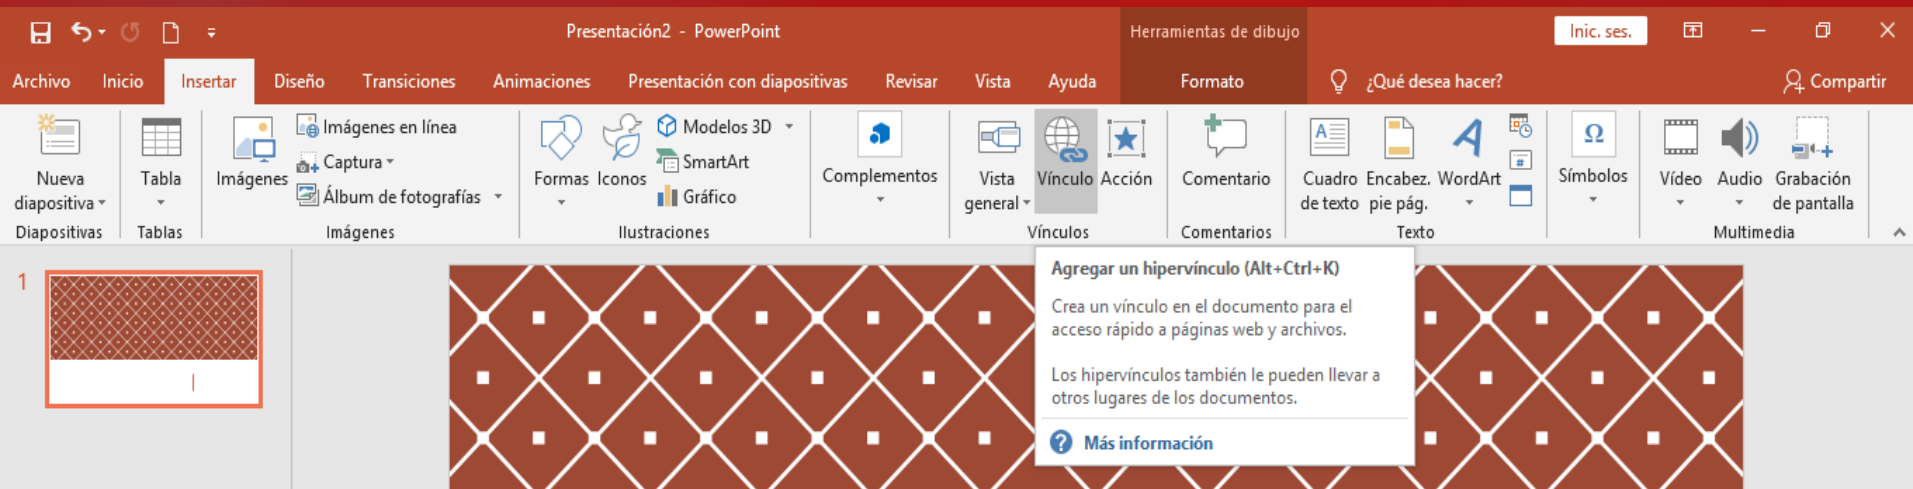 Presentación2 - PowerPoint
Herramientas de dibujo
Inic. ses.
Archivo Inicio Insertar Diseño Transiciones Animaciones Presentación con diapositivas Revisar Vista Ayuda Formato ¿Qué desea hacer? Compartir
Nueva
diapositiva
Diapositivas
Tabla
Tablas
Imágenes
Imágenes en línea
Captura
Álbum de fotografías
Imágenes
Formas
Iconos
Modelos 3D
SmartArt
Gráfico
Ilustraciones
Complementos
Vista
general
Vínculo
Acción
Vínculos
Comentario
Comentarios
A
Cuadro
de texto
Encabez.
pie pág.
A
WordArt
#
Texto
Ω
Símbolos
Vídeo
Audio
Grabación
de pantalla
Multimedia
1
Agregar un hipervínculo (Alt+Ctrl+K)
Crea un vínculo en el documento para el
acceso rápido a páginas web y archivos.
Los hipervínculos también le pueden llevar a
otros lugares de los documentos.
? Más información